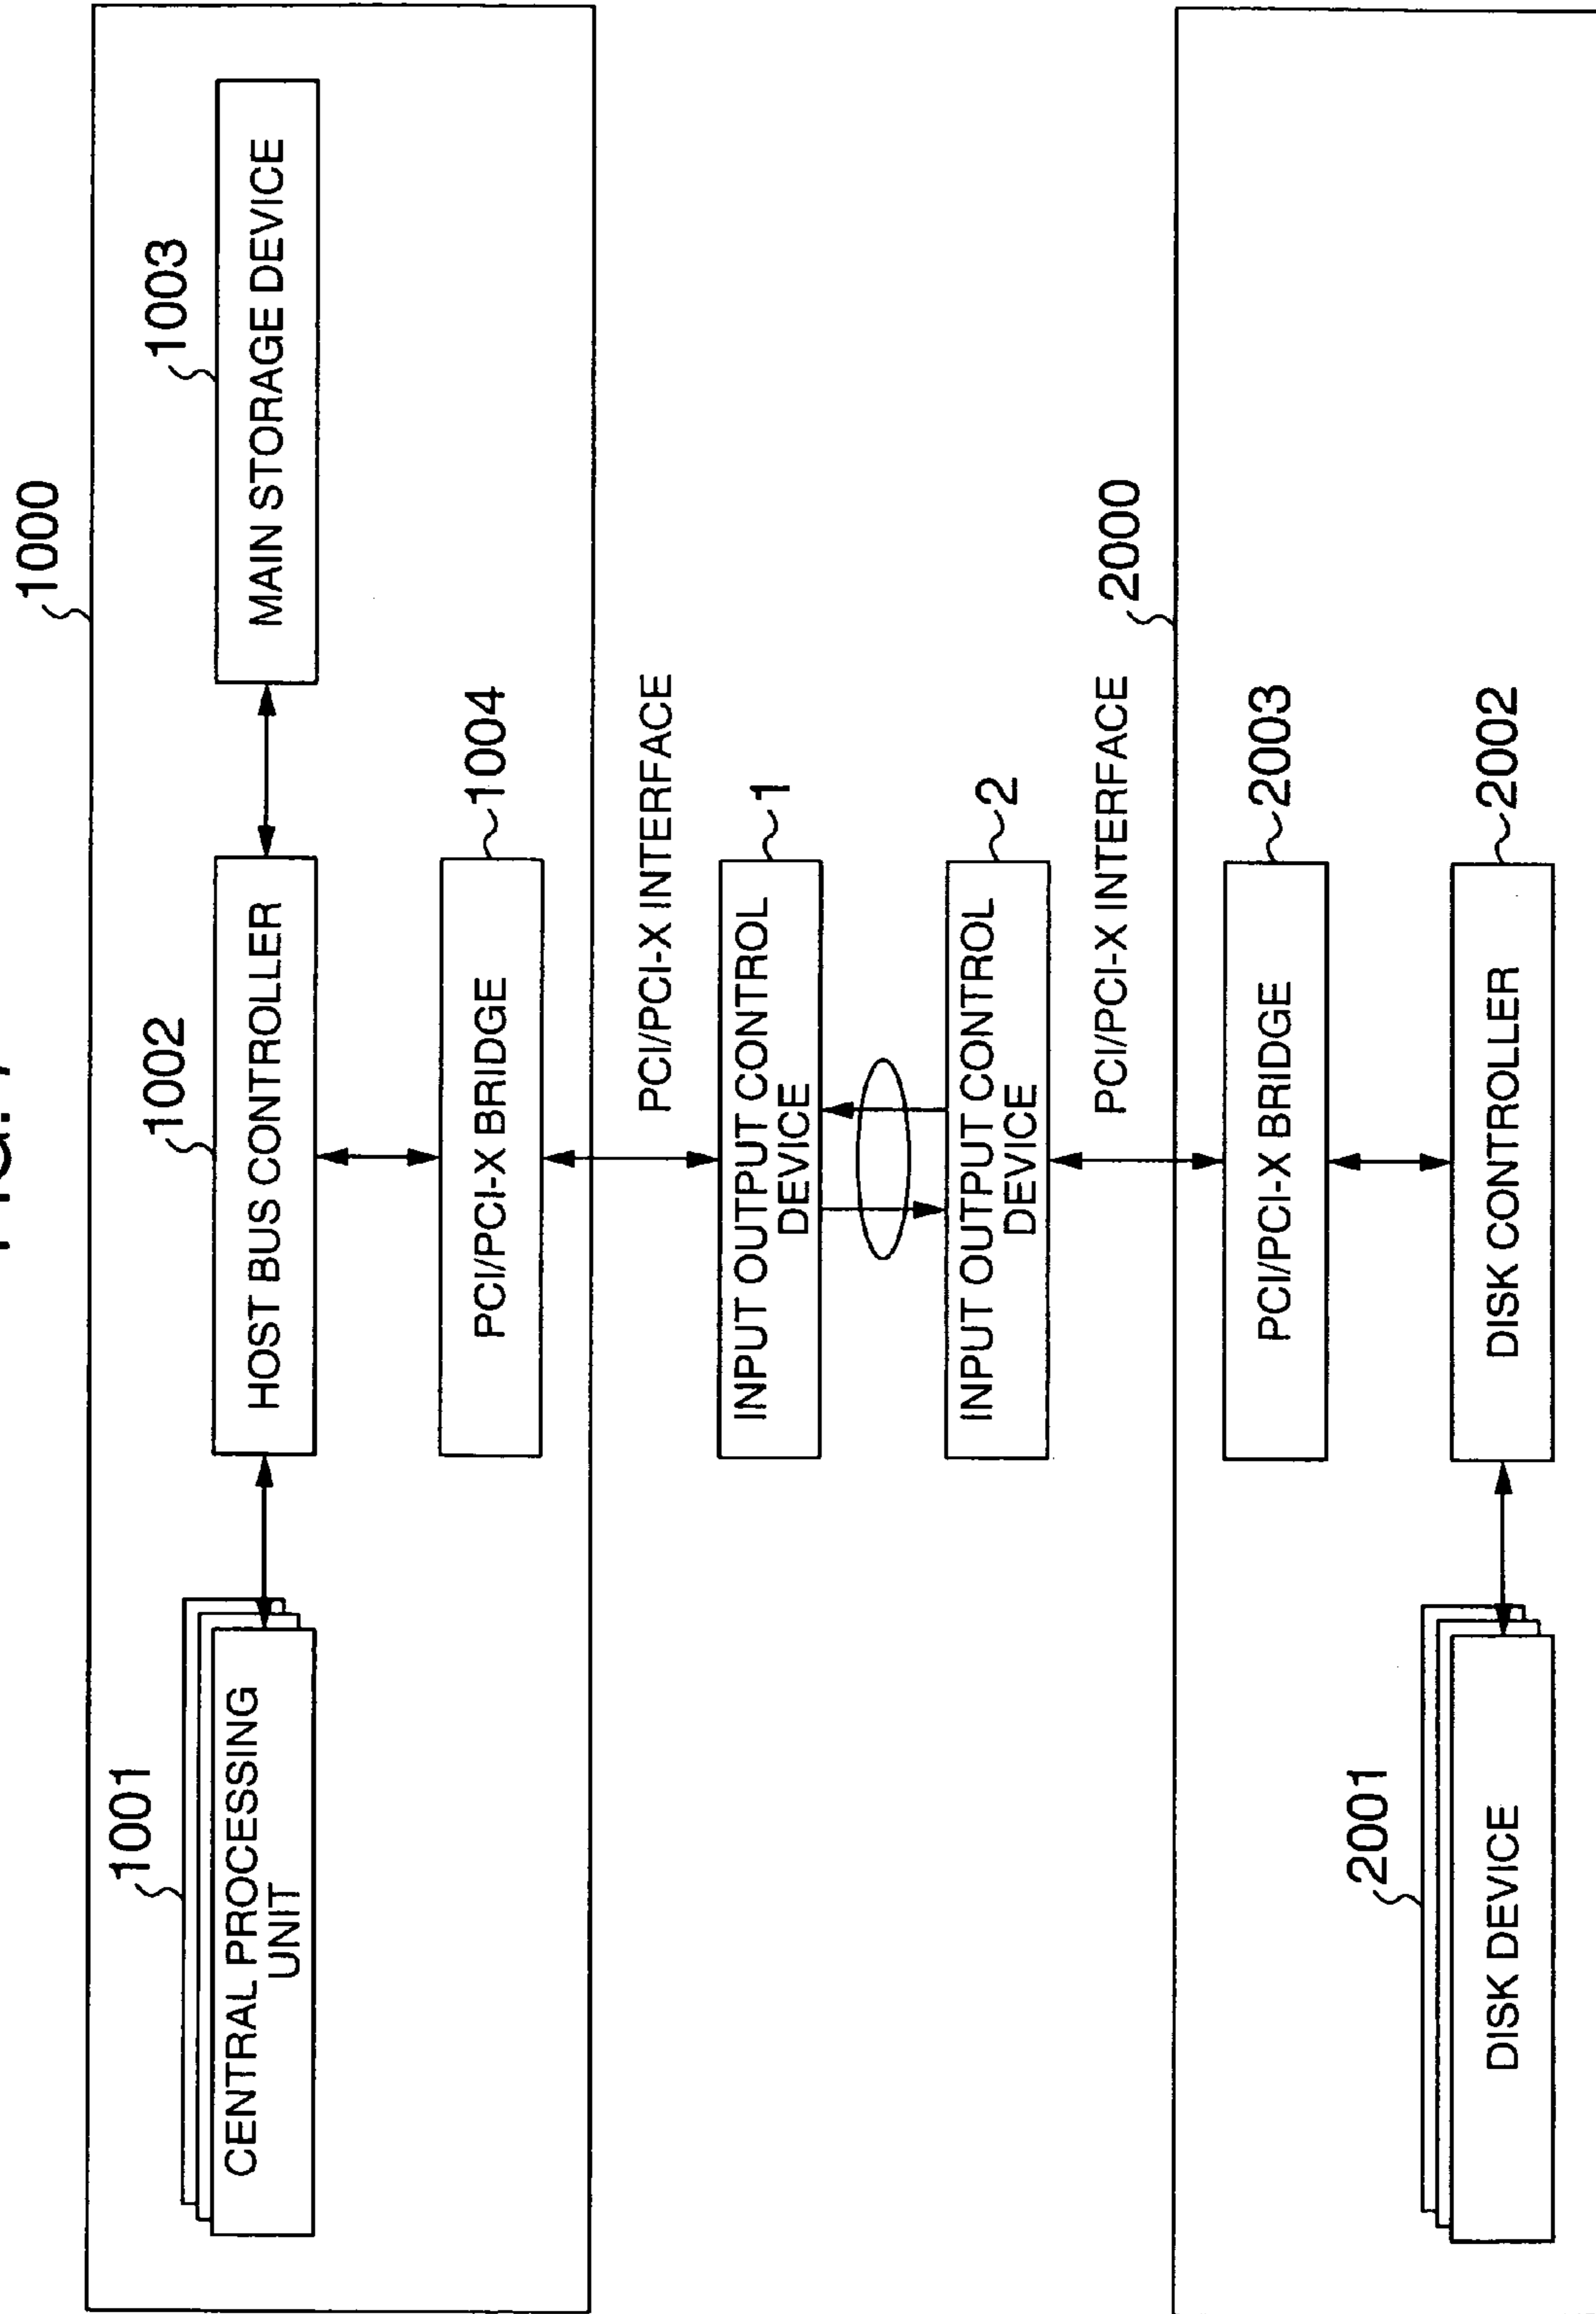 1000
1001
CENTRAL PROCESSING
UNIT
1002
HOST BUS CONTROLLER
1003
MAIN STORAGE DEVICE
PCI/PCI-X BRIDGE
1004
PCI/PCI-X INTERFACE
INPUT OUTPUT CONTROL
DEVICE
1
INPUT OUTPUT CONTROL
DEVICE
2
PCI/PCI-X INTERFACE
2000
PCI/PCI-X BRIDGE
2003
2001
DISK DEVICE
DISK CONTROLLER
2002